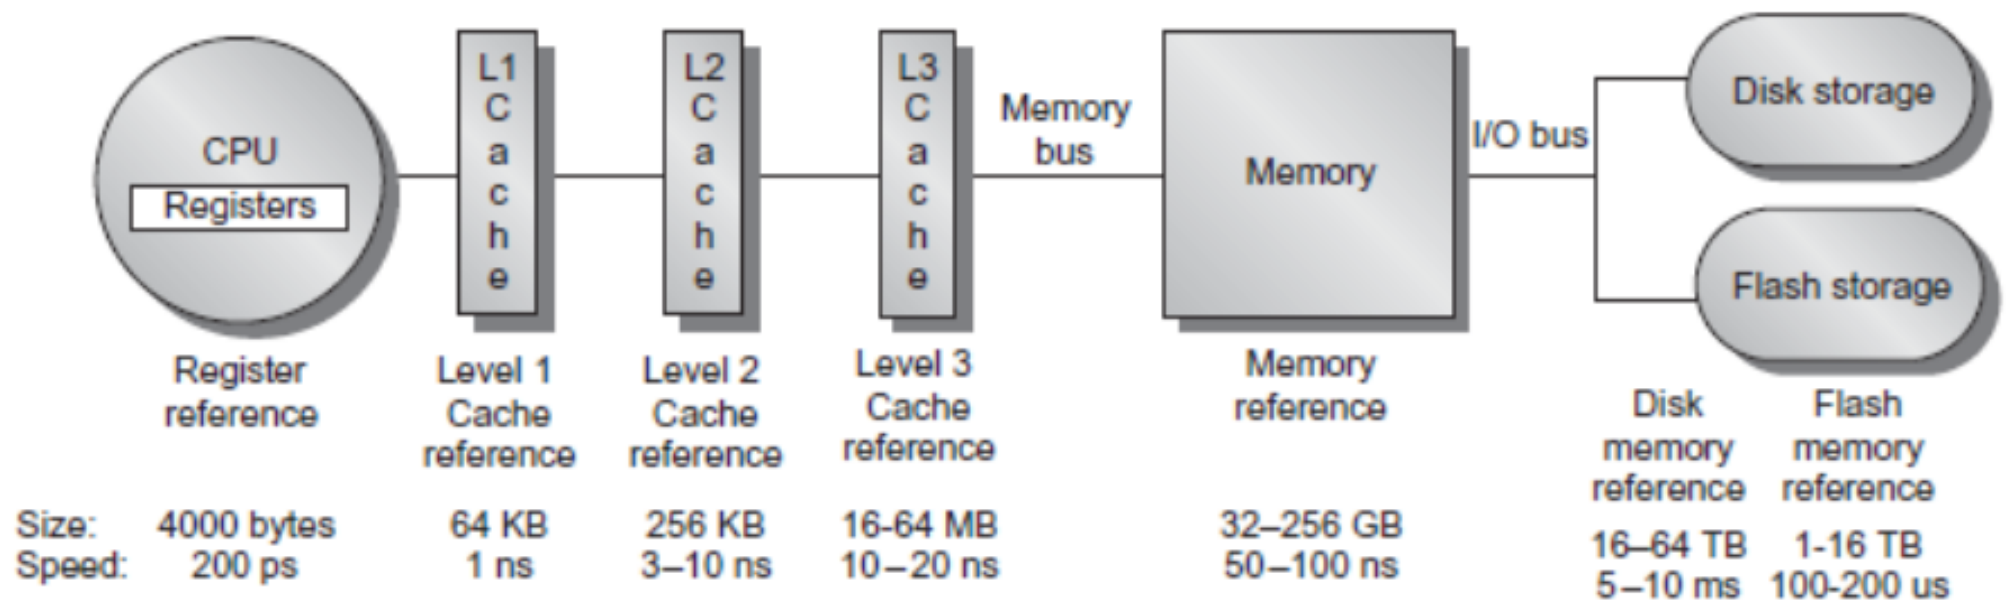 CPU
Registers
L1
C
a
c
h
e
L2
C
a
c
h
e
L3
C
a
c
h
e
Memory
bus
Memory
I/O bus
Disk storage
Flash storage
Register
reference
Level 1
Cache
reference
Level 2
Cache
reference
Level 3
Cache
reference
Memory
reference
Disk
memory
reference
Flash
memory
reference
Size: 4000 bytes 64 KB 256 KB 16-64 MB 32–256 GB 16–64 TB 1-16 TB
Speed: 200 ps 1 ns 3–10 ns 10–20 ns 50–100 ns 5–10 ms 100-200 us